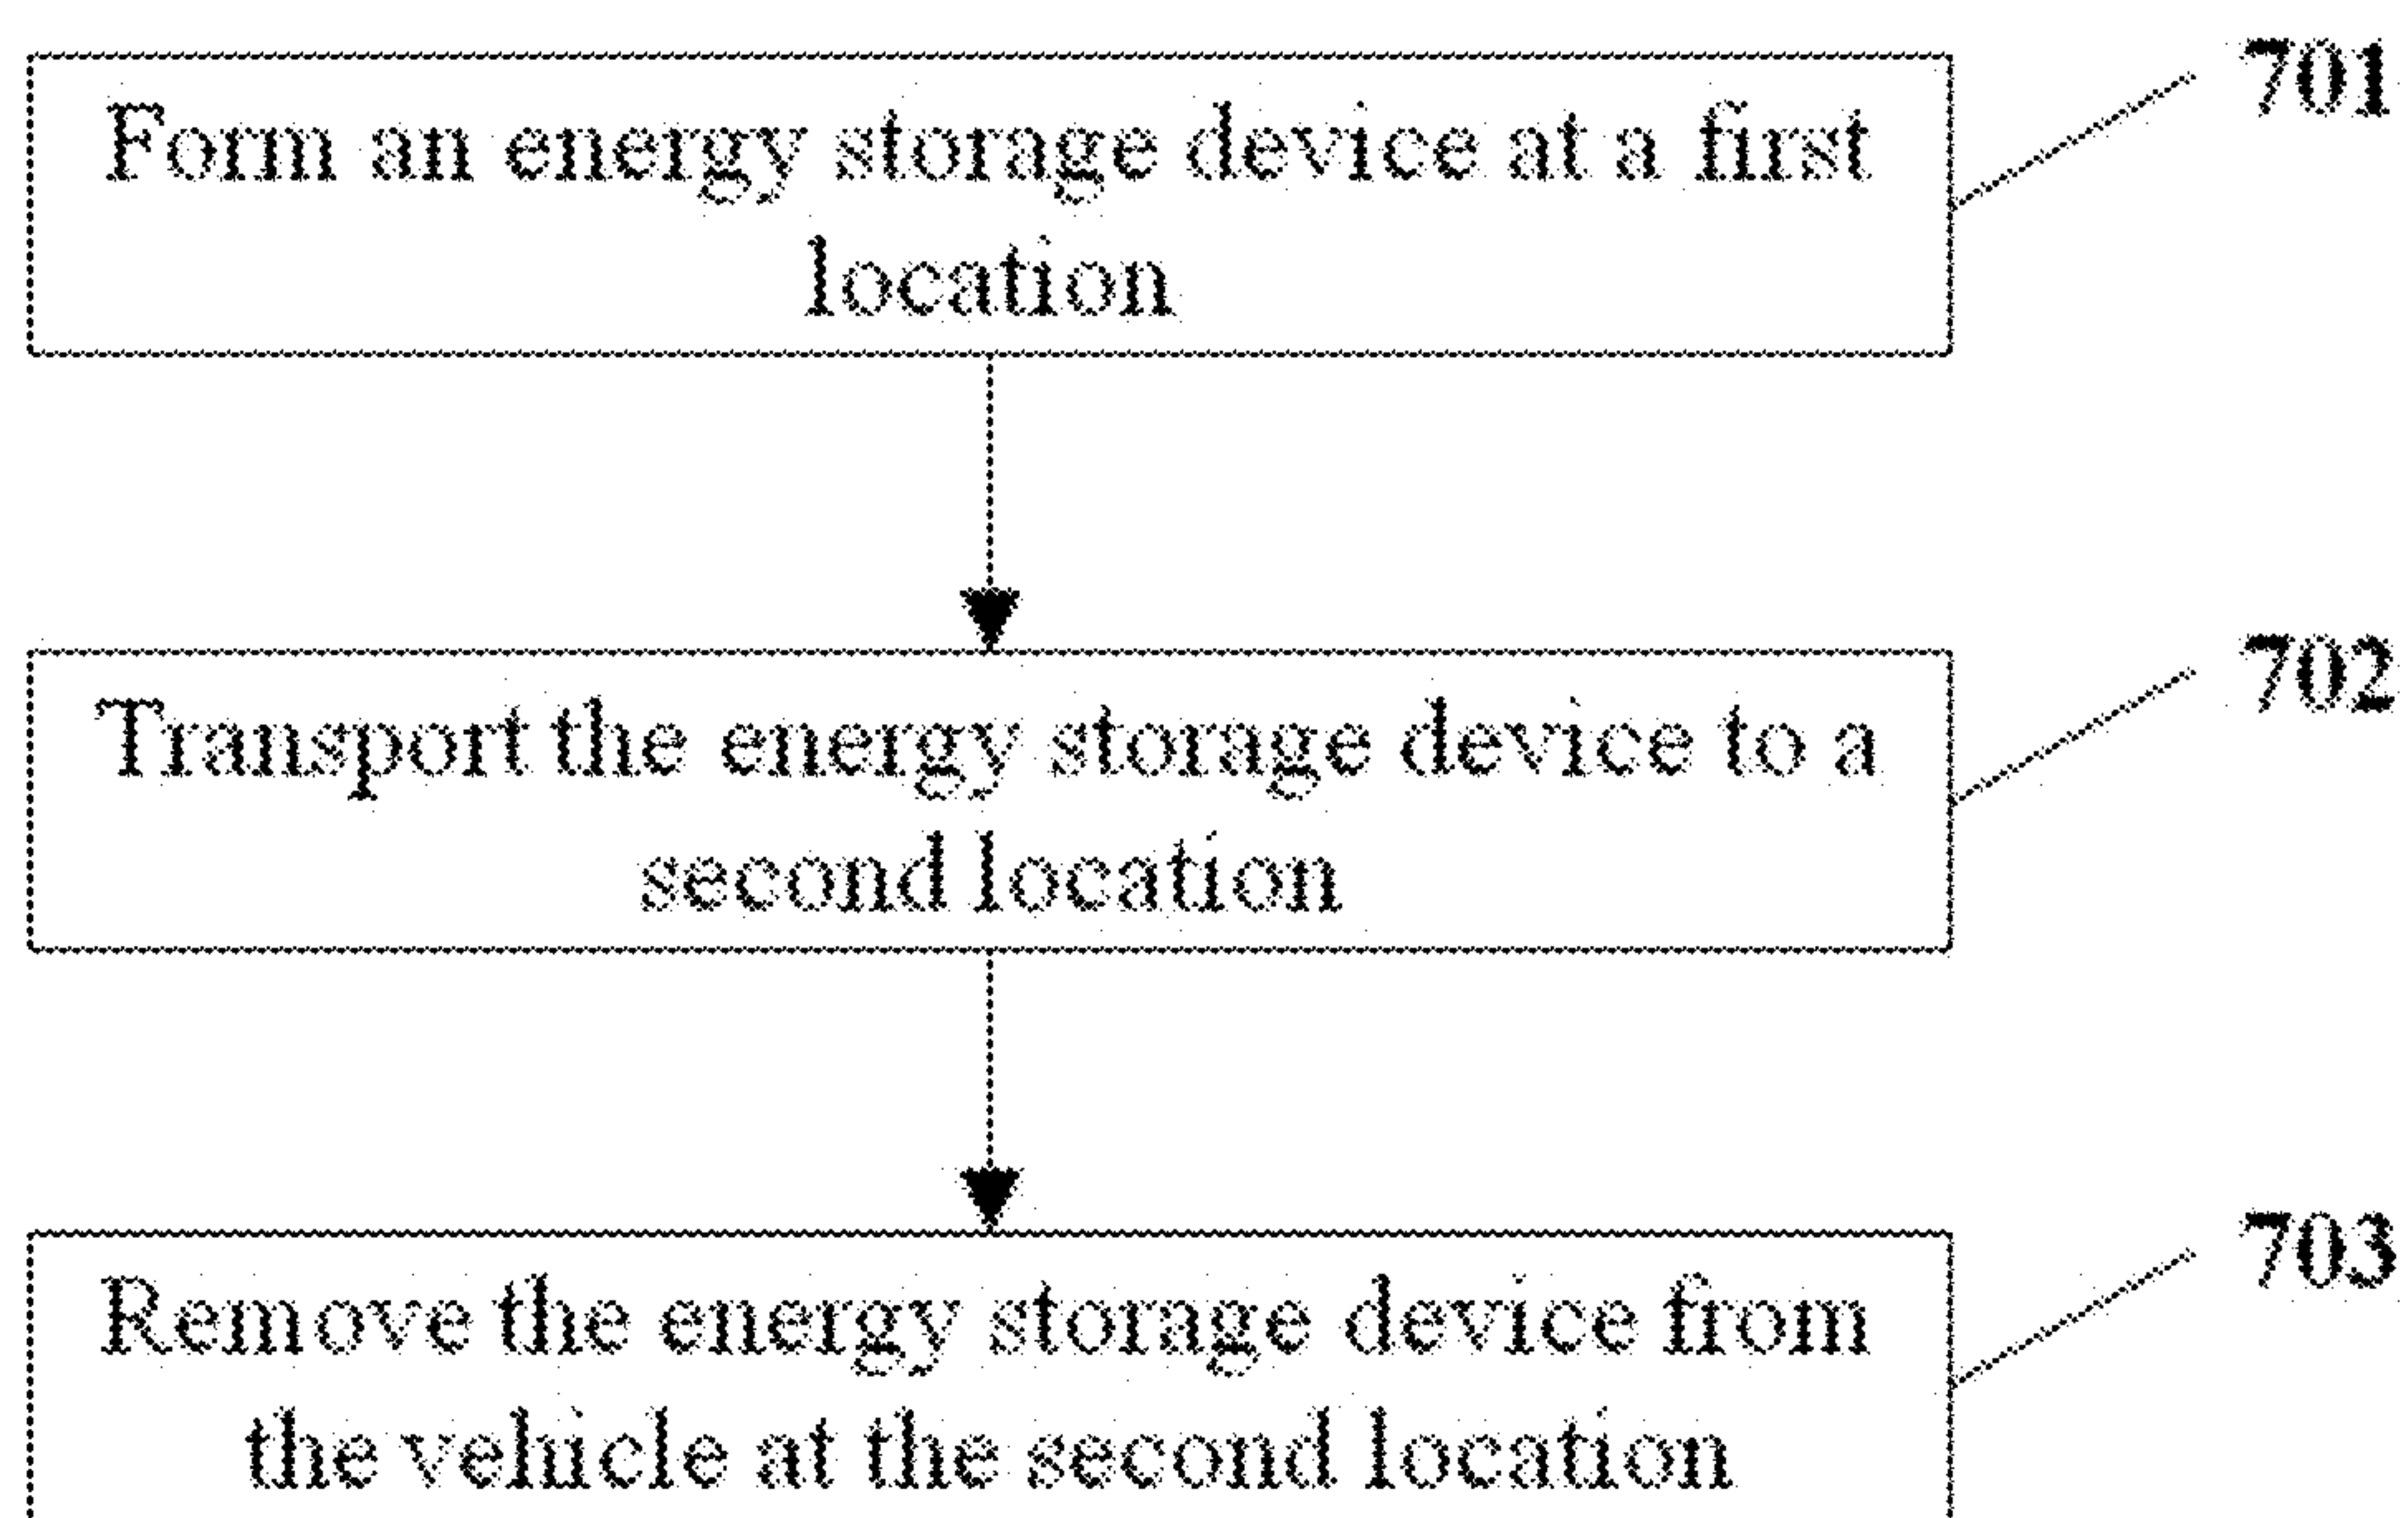 Form an energy storage device at a first
location
701
Transport the energy storage device to a
second location
702
Remove the energy storage device from
the vehicle at the second location
703